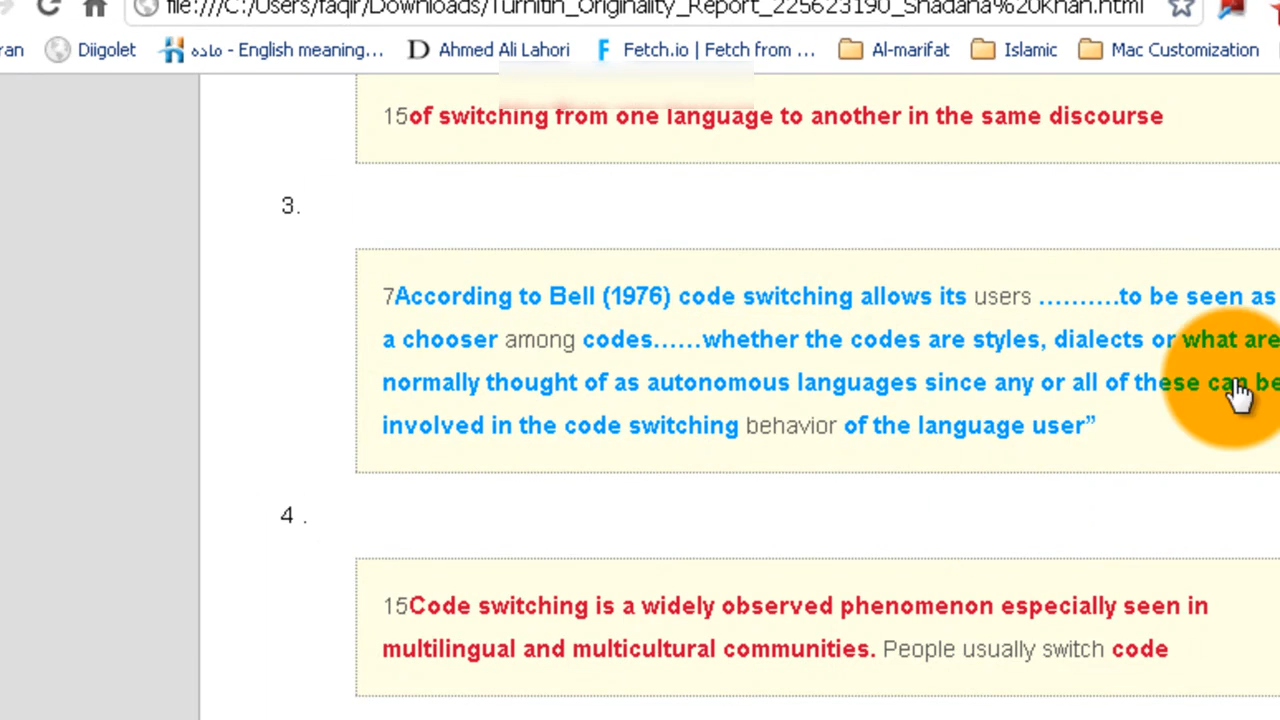 file:///C:/Users/faqir/Downloads/Turnitin_Originality_Report_225623190_Shadana%20Khan.html
ran Diigolet ماده - English meaning... Ahmed Ali Lahori Fetch.io | Fetch from ... Al-marifat Islamic Mac Customization
15of switching from one language to another in the same discourse
3.
7According to Bell (1976) code switching allows its users ..........to be seen as
a chooser among codes......whether the codes are styles, dialects or what are
normally thought of as autonomous languages since any or all of these can be
involved in the code switching behavior of the language user”
4 .
15Code switching is a widely observed phenomenon especially seen in
multilingual and multicultural communities. People usually switch code